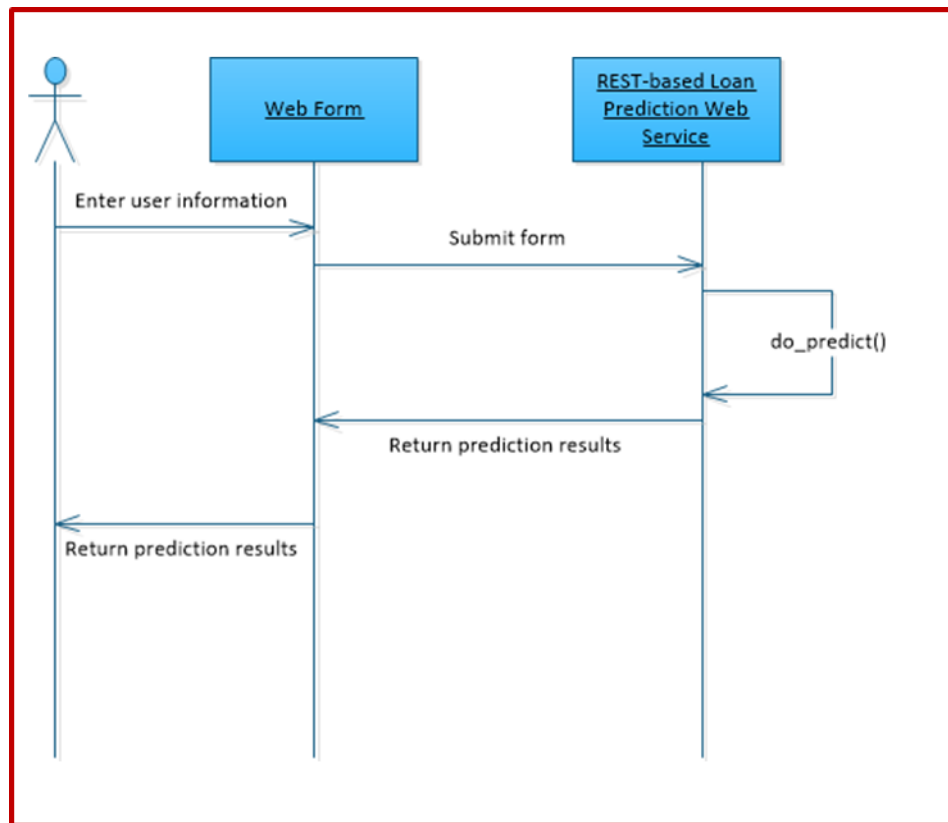 Web Form
REST-based Loan
Prediction Web
Service
Enter user information
Submit form
do_predict()
Return prediction results
Return prediction results